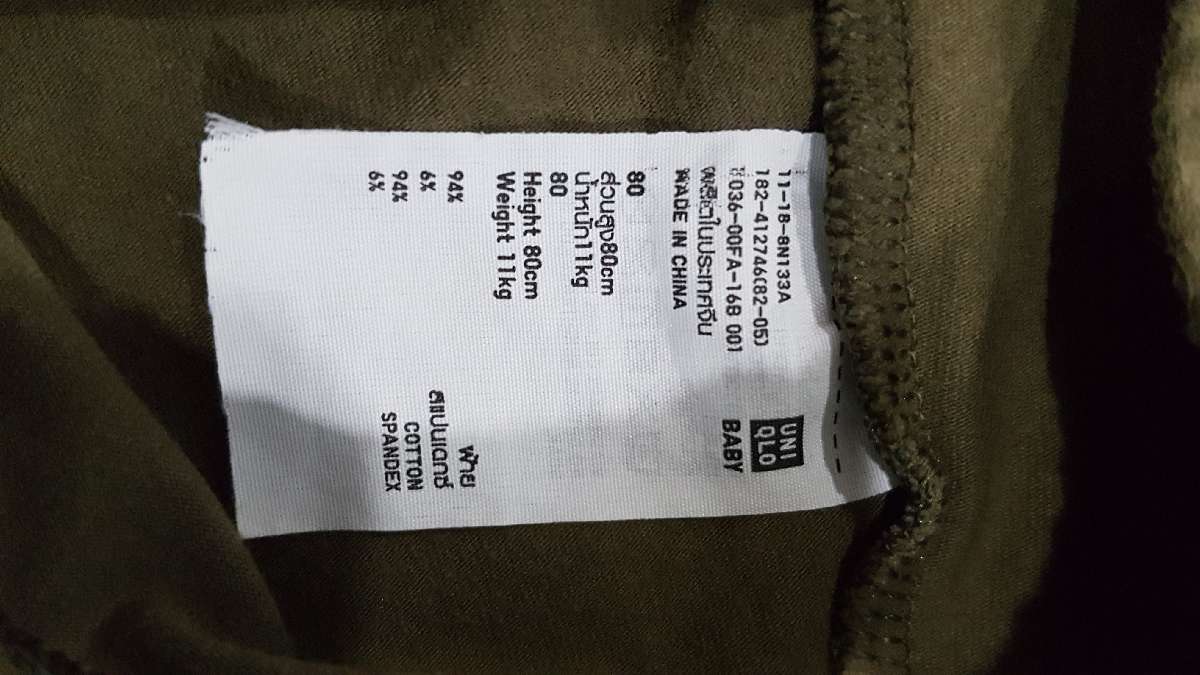 UNI
QLO
BABY
11-18-8N133A
182-412746(82-05)
036-00FA-16B 001
ผลิตในประเทศจีน
MADE IN CHINA
80
ส่วนสูง80cm
น้ำหนัก11kg
80
Height 80cm
Weight 11kg
94% ฝ้าย
6% สแปนเดกซ์
94% COTTON
6% SPANDEX